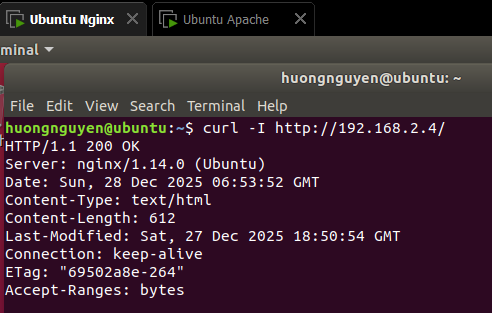 Ubuntu Nginx
Ubuntu Apache
minal
huongnguyen@ubuntu: ~
File Edit View Search Terminal Help
huongnguyen@ubuntu:~$ curl -I http://192.168.2.4/
HTTP/1.1 200 OK
Server: nginx/1.14.0 (Ubuntu)
Date: Sun, 28 Dec 2025 06:53:52 GMT
Content-Type: text/html
Content-Length: 612
Last-Modified: Sat, 27 Dec 2025 18:50:54 GMT
Connection: keep-alive
ETag: "69502a8e-264"
Accept-Ranges: bytes